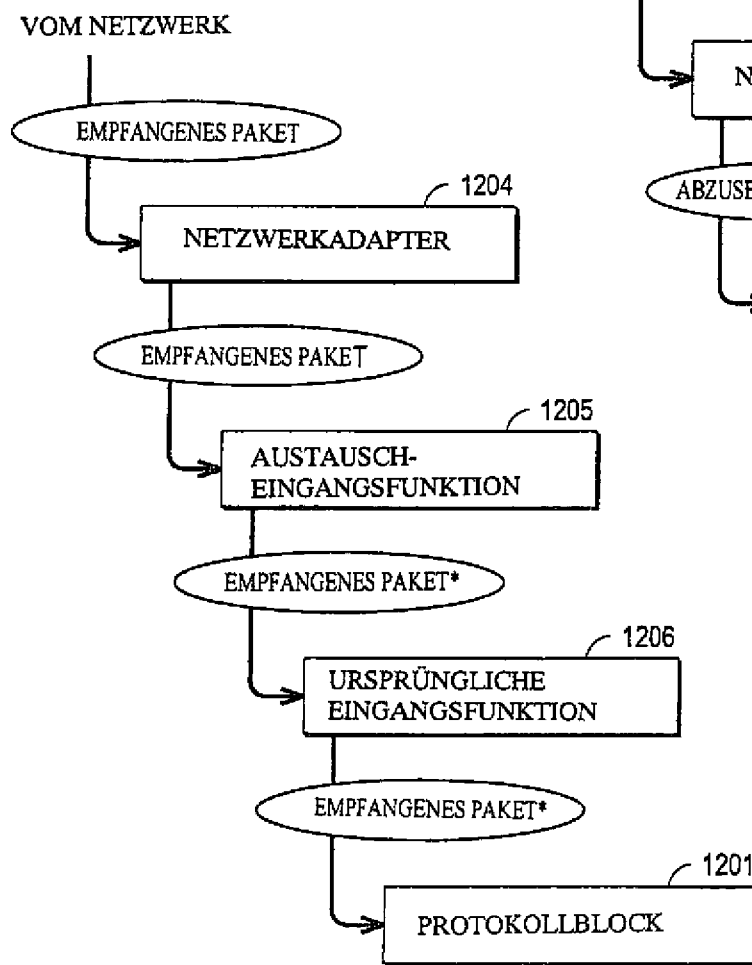 VOM NETZWERK
EMPFANGENES PAKET
1204
NETZWERKADAPTER
EMPFANGENES PAKET
1205
AUSTAUSCH-
EINGANGSFUNKTION
EMPFANGENES PAKET*
1206
URSPRÜNGLICHE
EINGANGSFUNKTION
EMPFANGENES PAKET*
1201
PROTOKOLLBLOCK